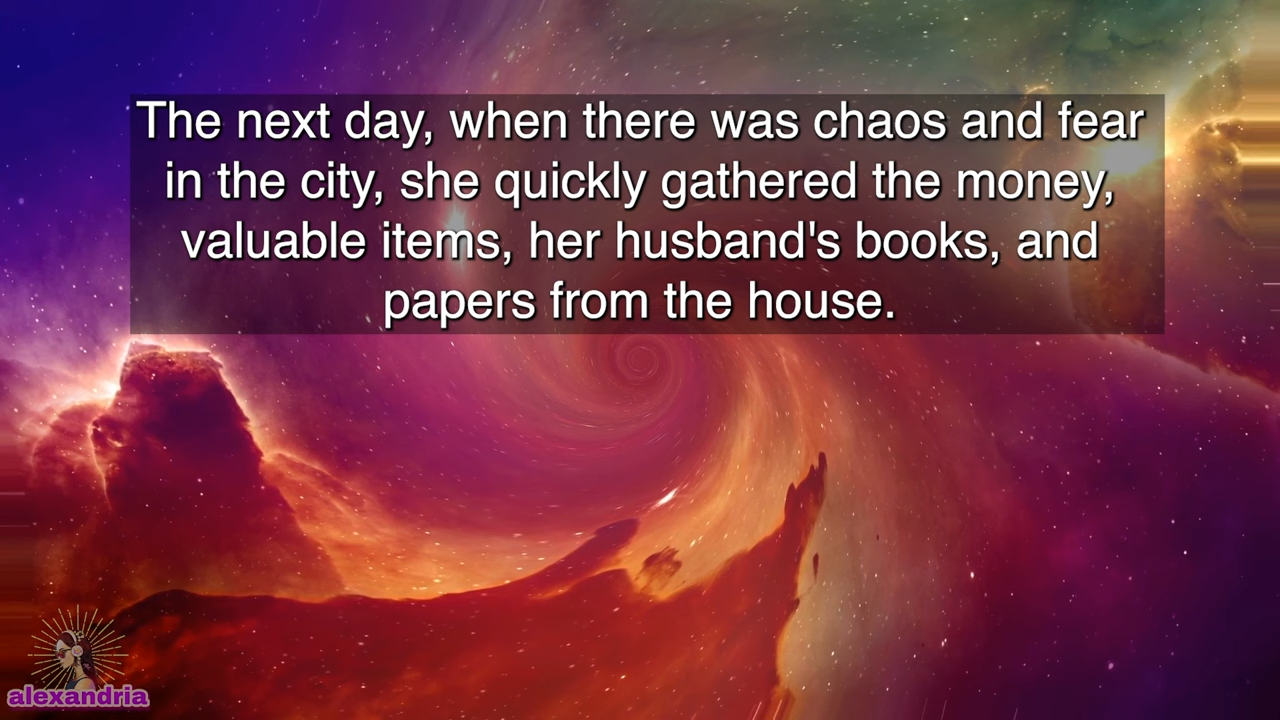 The next day, when there was chaos and fear
in the city, she quickly gathered the money,
valuable items, her husband's books, and
papers from the house.
alexandria